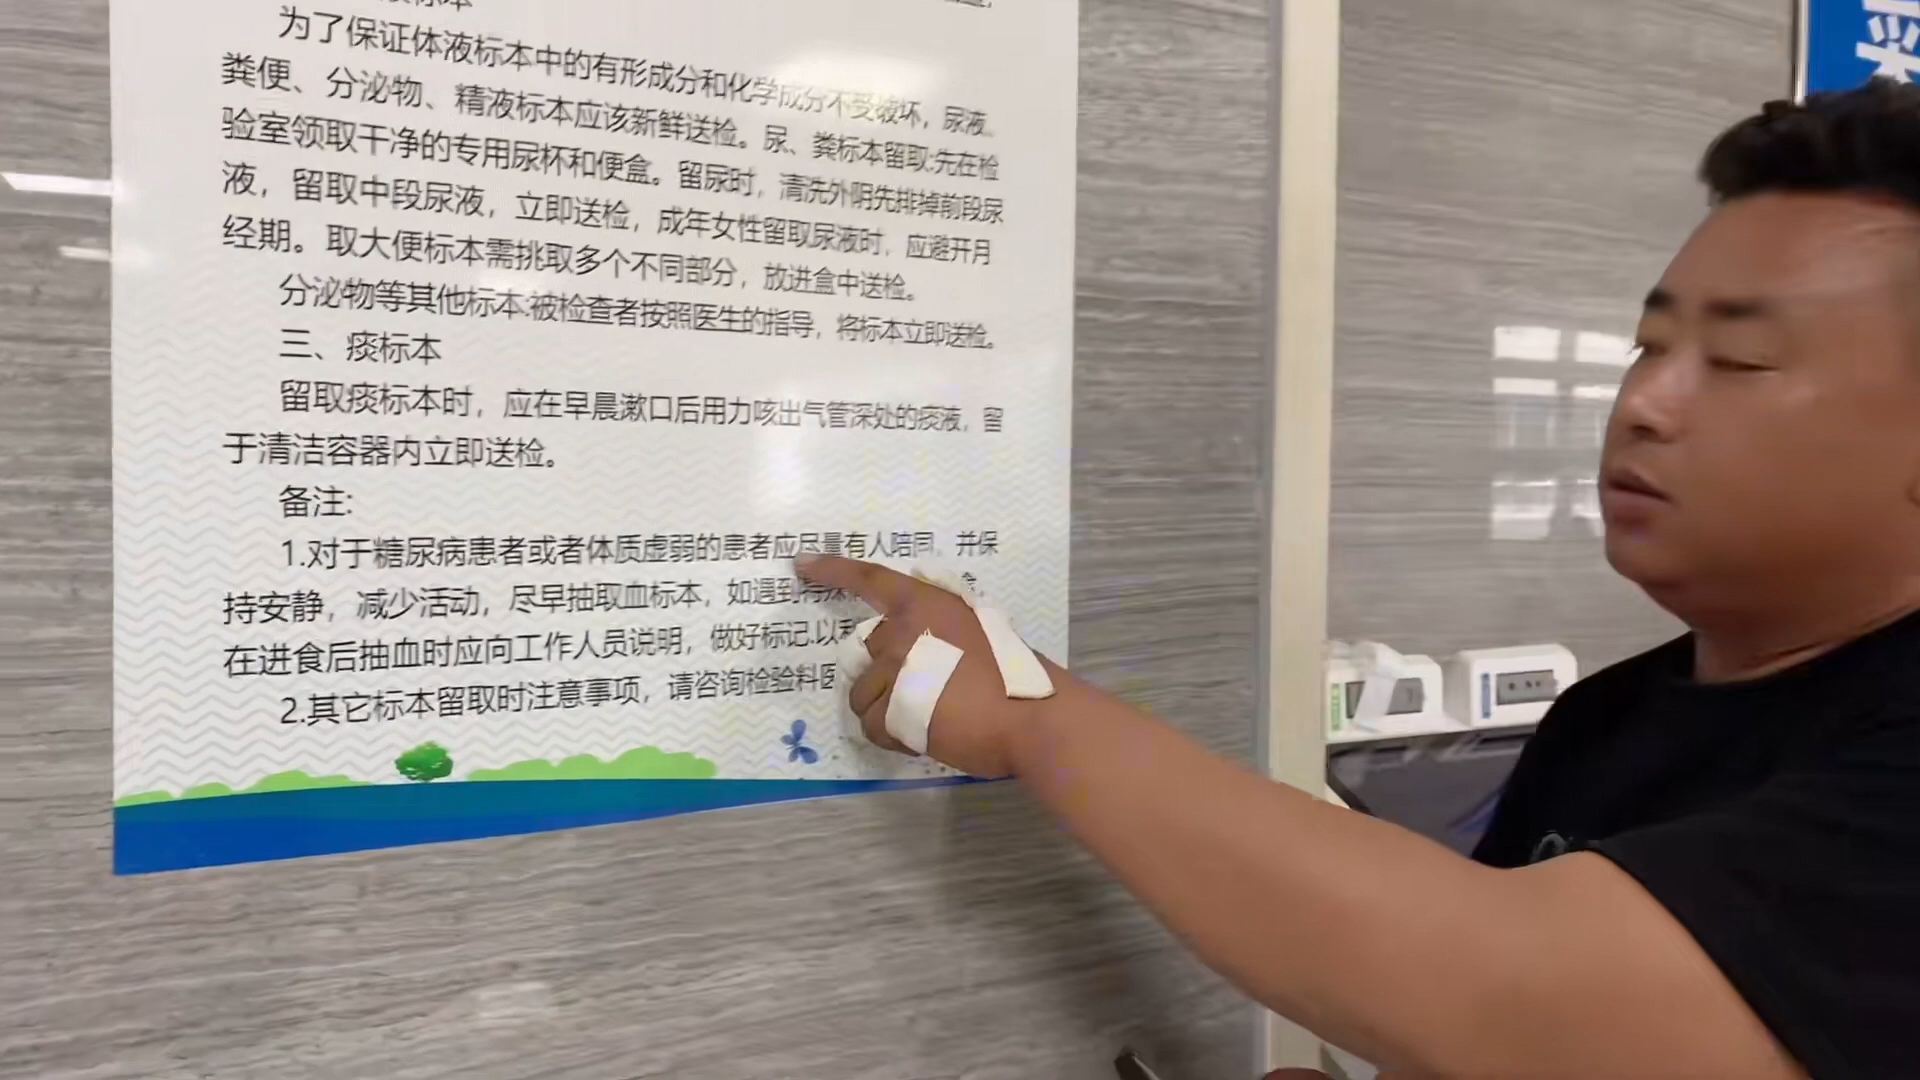 标本
为了保证体液标本中的有形成分和化学成分不受破坏，尿液、
粪便、分泌物、精液标本应该新鲜送检。尿、粪标本留取:先在检
验室领取干净的专用尿杯和便盒。留尿时，清洗外阴先排掉前段尿
液，留取中段尿液，立即送检，成年女性留取尿液时，应避开月
经期。取大便标本需挑取多个不同部分，放进盒中送检。
分泌物等其他标本:被检查者按照医生的指导，将标本立即送检。
三、痰标本
留取痰标本时，应在早晨漱口后用力咳出气管深处的痰液，留
于清洁容器内立即送检。
备注:
1.对于糖尿病患者或者体质虚弱的患者应尽量有人陪同，并保
持安静，减少活动，尽早抽取血标本，如遇到特殊
在进食后抽血时应向工作人员说明，做好标记.以
2.其它标本留取时注意事项，请咨询检验科医
采